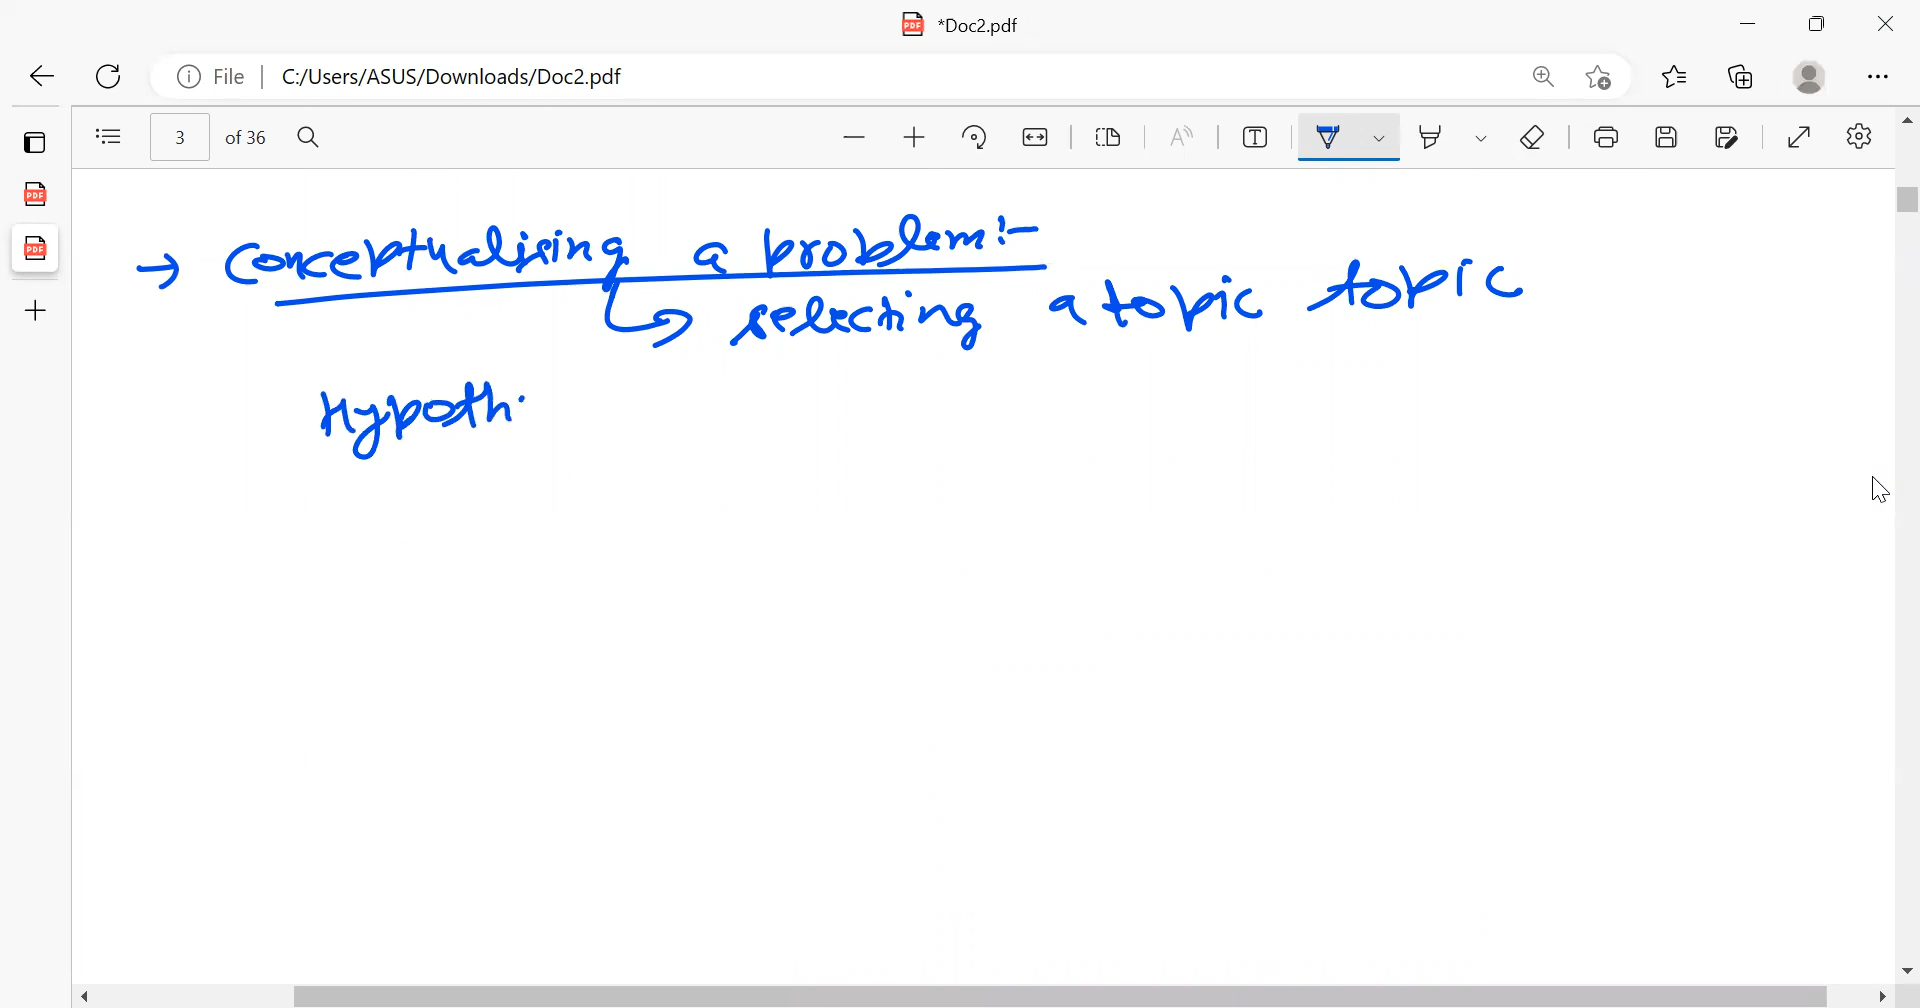 *Doc2.pdf
File C:/Users/ASUS/Downloads/Doc2.pdf
3 of 36
→ Conceptualising a problem:-
selecting a topic topic
Hypoth.